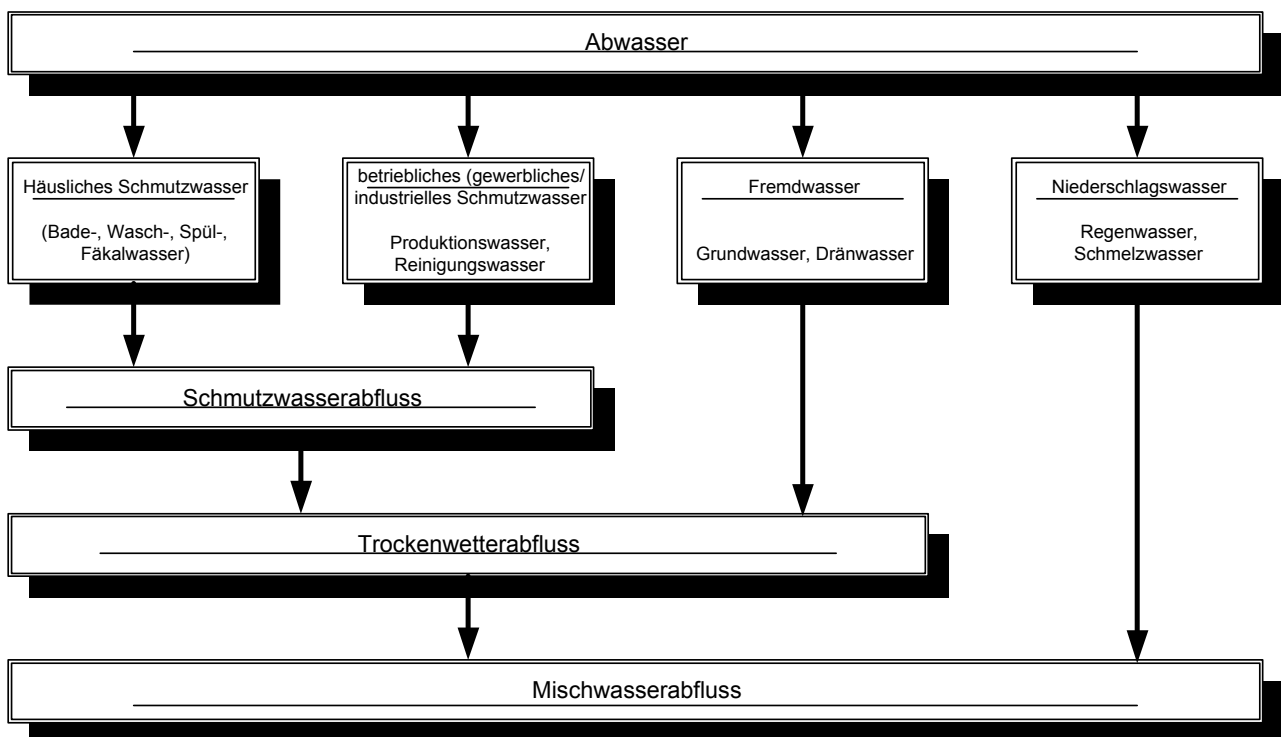 Abwasser
Häusliches Schmutzwasser
(Bade-, Wasch-, Spül-,
Fäkalwasser)
betriebliches (gewerbliches/
industrielles Schmutzwasser
Produktionswasser,
Reinigungswasser
Fremdwasser
Grundwasser, Dränwasser
Niederschlagswasser
Regenwasser,
Schmelzwasser
Schmutzwasserabfluss
Trockenwetterabfluss
Mischwasserabfluss